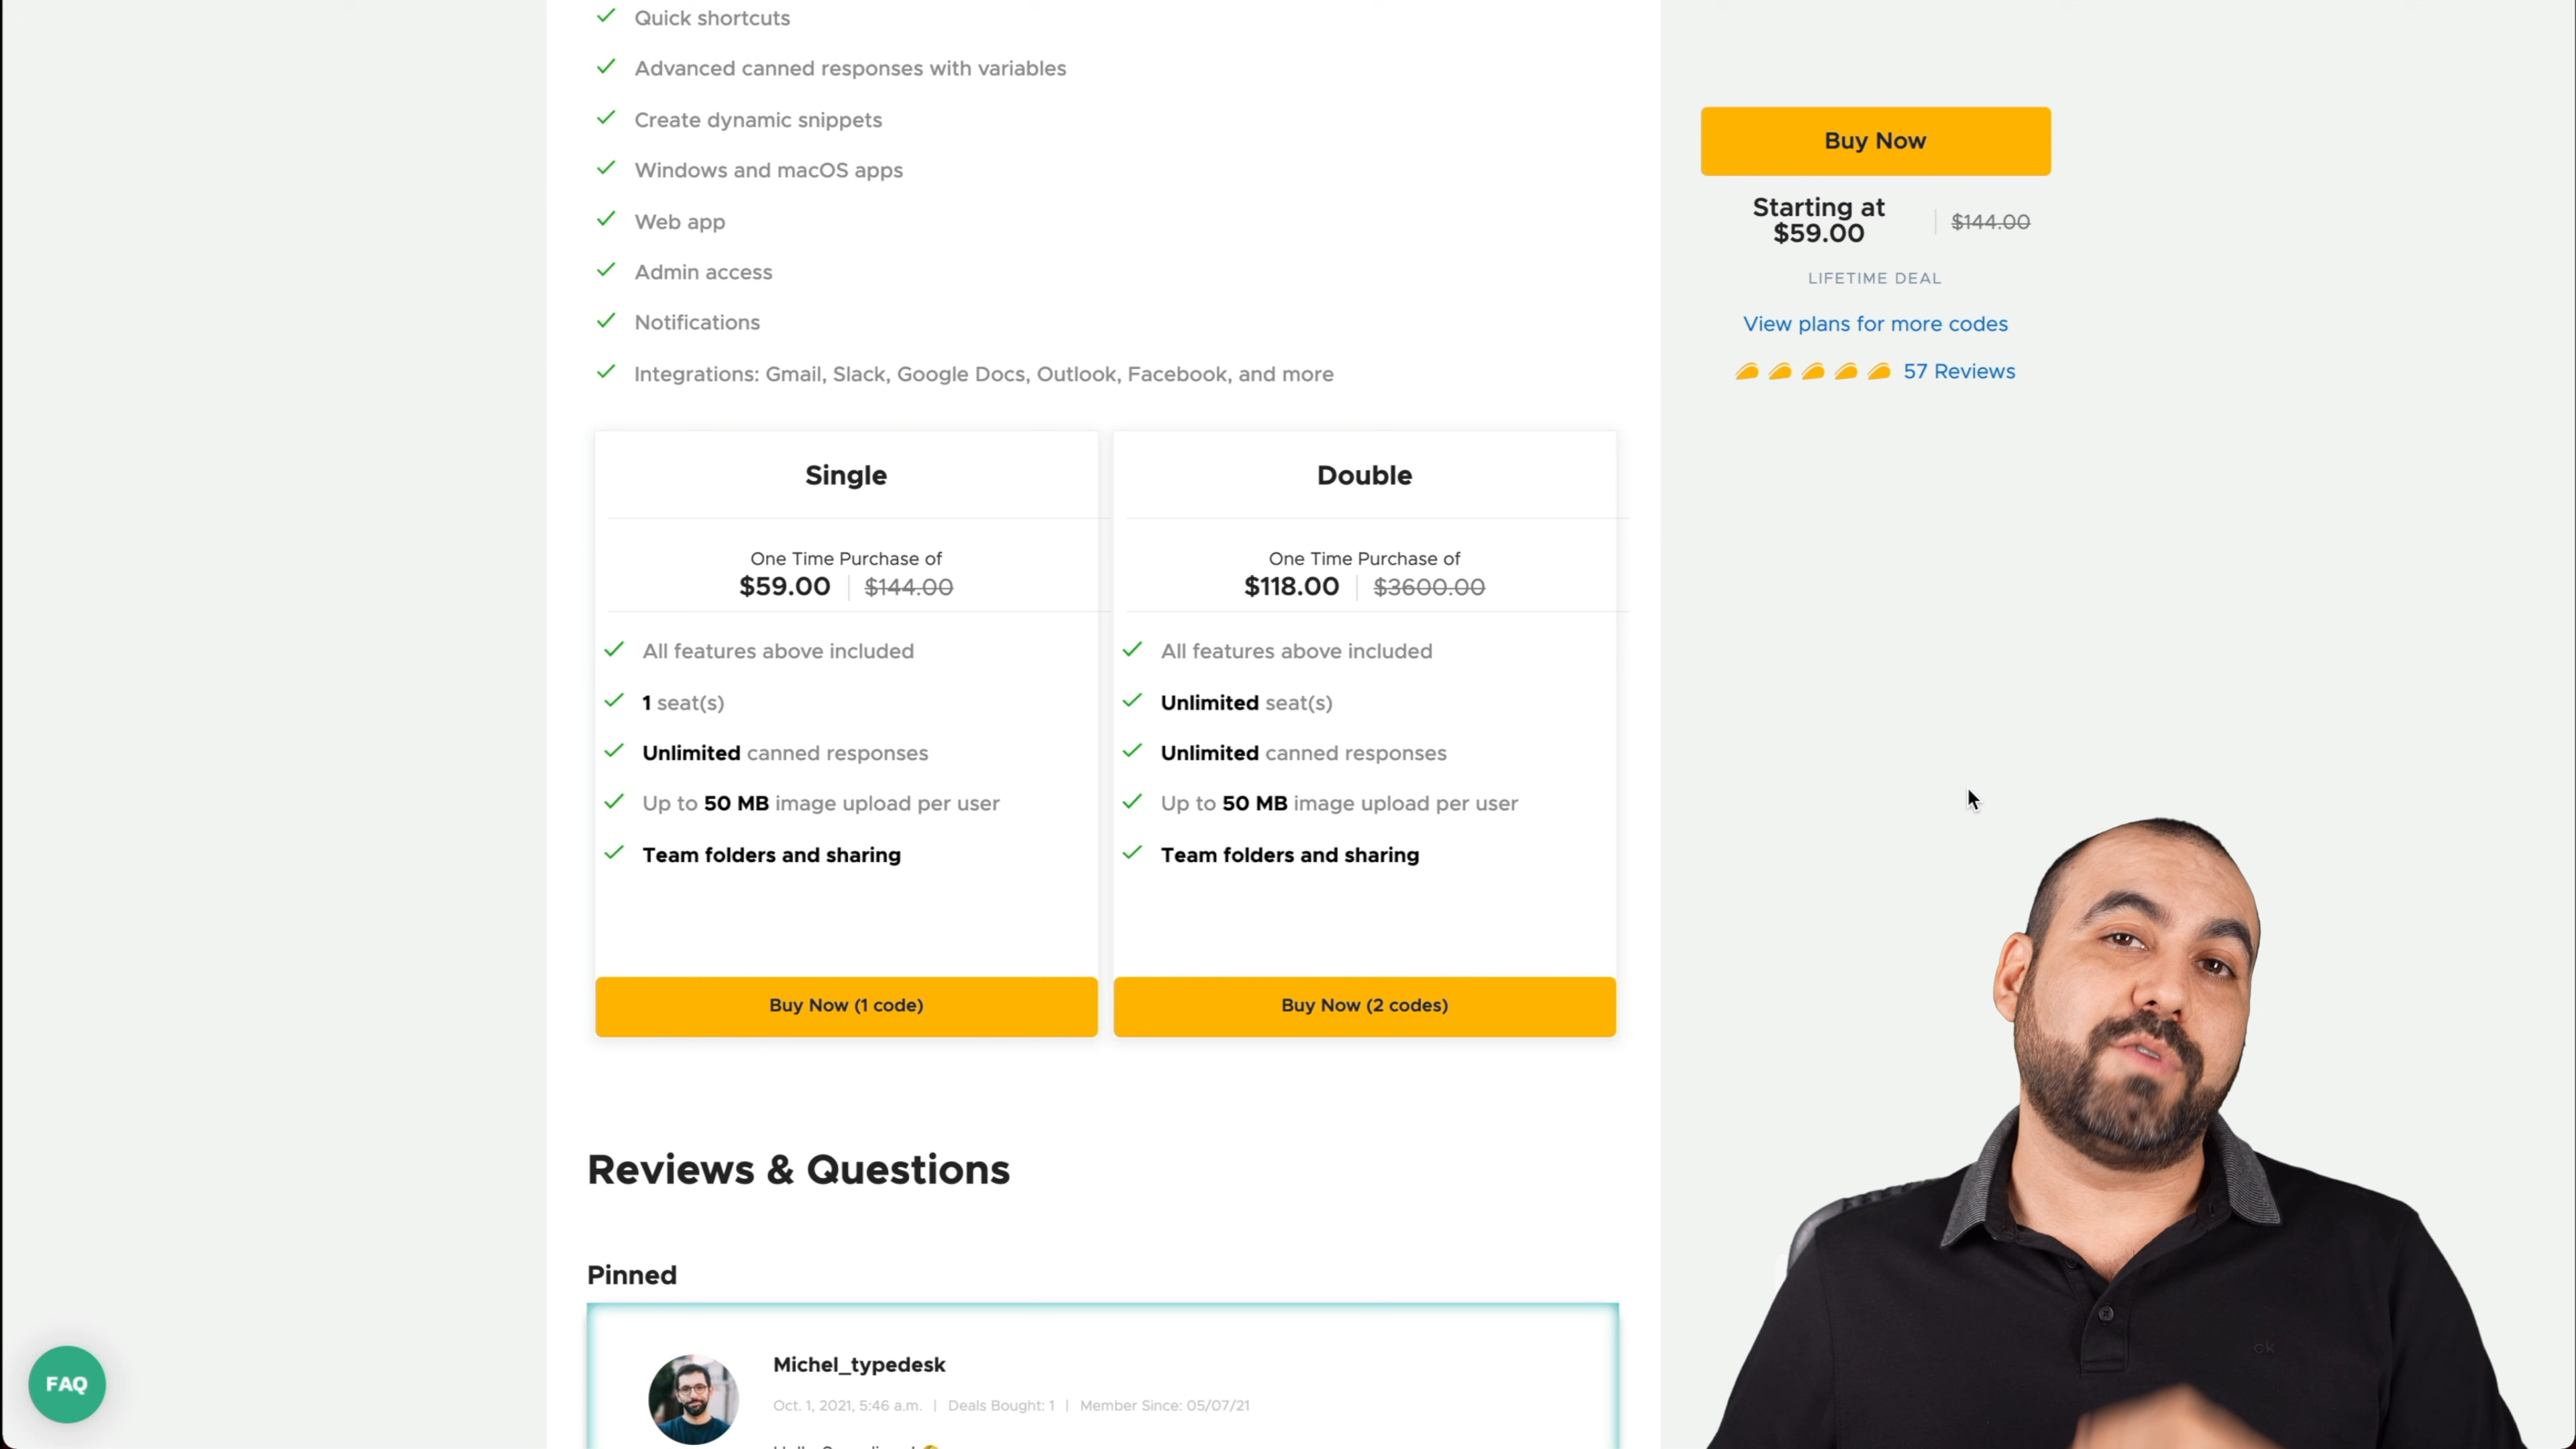 Quick shortcuts
Advanced canned responses with variables
Create dynamic snippets
Windows and macOS apps
Web app
Admin access
Notifications
Integrations: Gmail, Slack, Google Docs, Outlook, Facebook, and more
Buy Now
Starting at
$59.00
$144.00
LIFETIME DEAL
View plans for more codes
57 Reviews
Single
One Time Purchase of
$59.00 $144.00
All features above included
1 seat(s)
Unlimited canned responses
Up to 50 MB image upload per user
Team folders and sharing
Buy Now (1 code)
Double
One Time Purchase of
$118.00 $3600.00
All features above included
Unlimited seat(s)
Unlimited canned responses
Up to 50 MB image upload per user
Team folders and sharing
Buy Now (2 codes)
Reviews & Questions
Pinned
Michel_typedesk
Oct. 1, 2021, 5:46 a.m. | Deals Bought: 1 | Member Since: 05/07/21
FAQ
ck